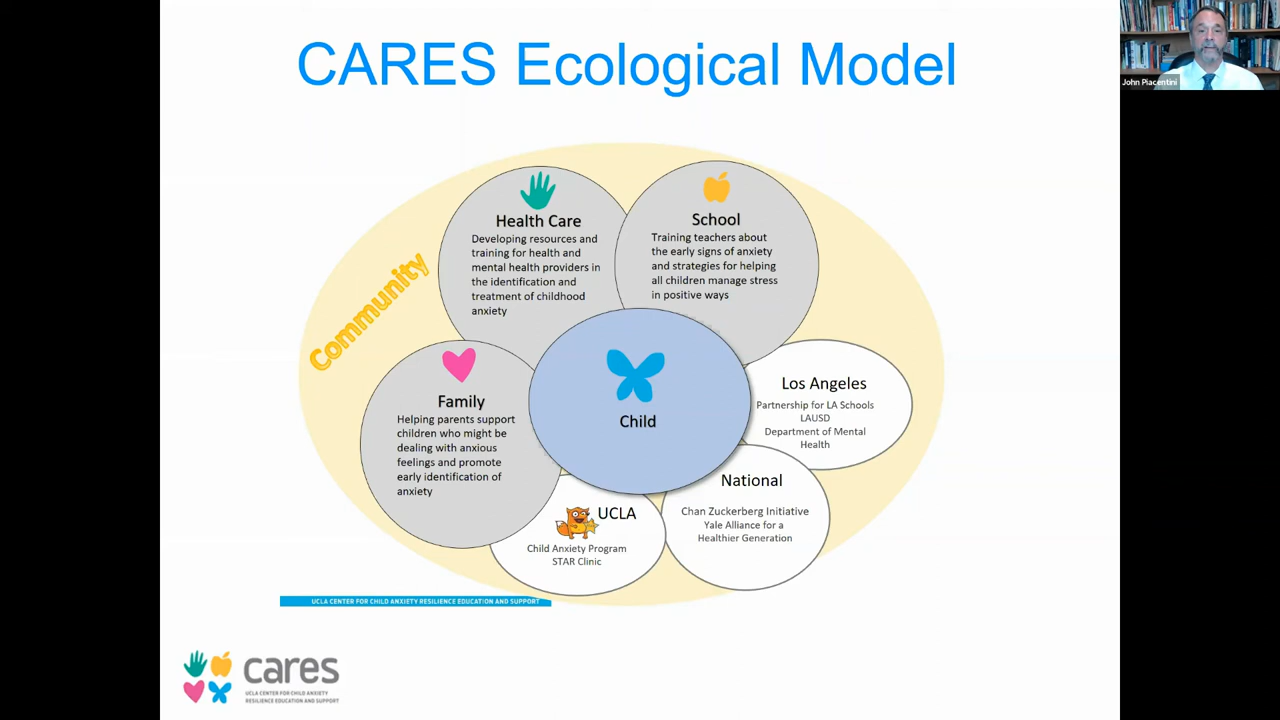 CARES Ecological Model
John Piacentini
Community
Health Care
Developing resources and
training for health and
mental health providers in
the identification and
treatment of childhood
anxiety
School
Training teachers about
the early signs of anxiety
and strategies for helping
all children manage stress
in positive ways
Family
Helping parents support
children who might be
dealing with anxious
feelings and promote
early identification of
anxiety
Child
Los Angeles
Partnership for LA Schools
LAUSD
Department of Mental
Health
National
Chan Zuckerberg Initiative
Yale Alliance for a
Healthier Generation
UCLA
Child Anxiety Program
STAR Clinic
UCLA CENTER FOR CHILD ANXIETY RESILIENCE EDUCATION AND SUPPORT
cares
UCLA CENTER FOR CHILD ANXIETY
RESILIENCE EDUCATION AND SUPPORT